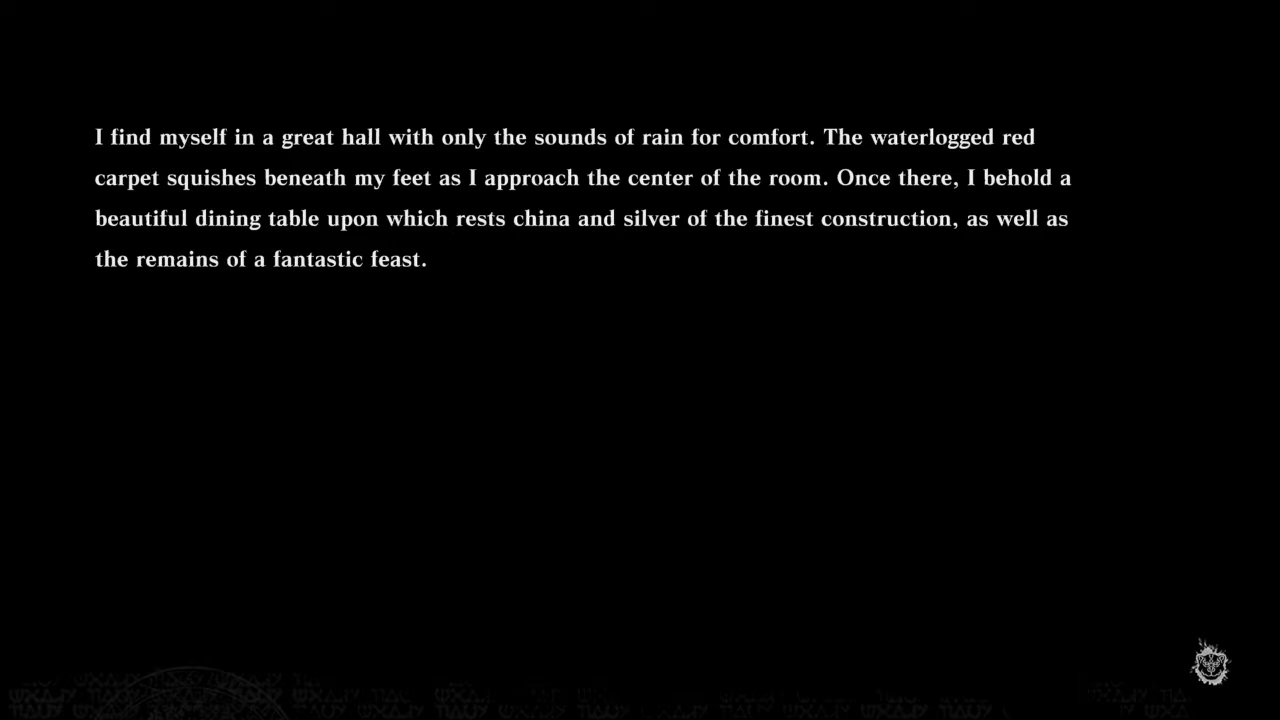 I find myself in a great hall with only the sounds of rain for comfort. The waterlogged red
carpet squishes beneath my feet as I approach the center of the room. Once there, I behold a
beautiful dining table upon which rests china and silver of the finest construction, as well as
the remains of a fantastic feast.